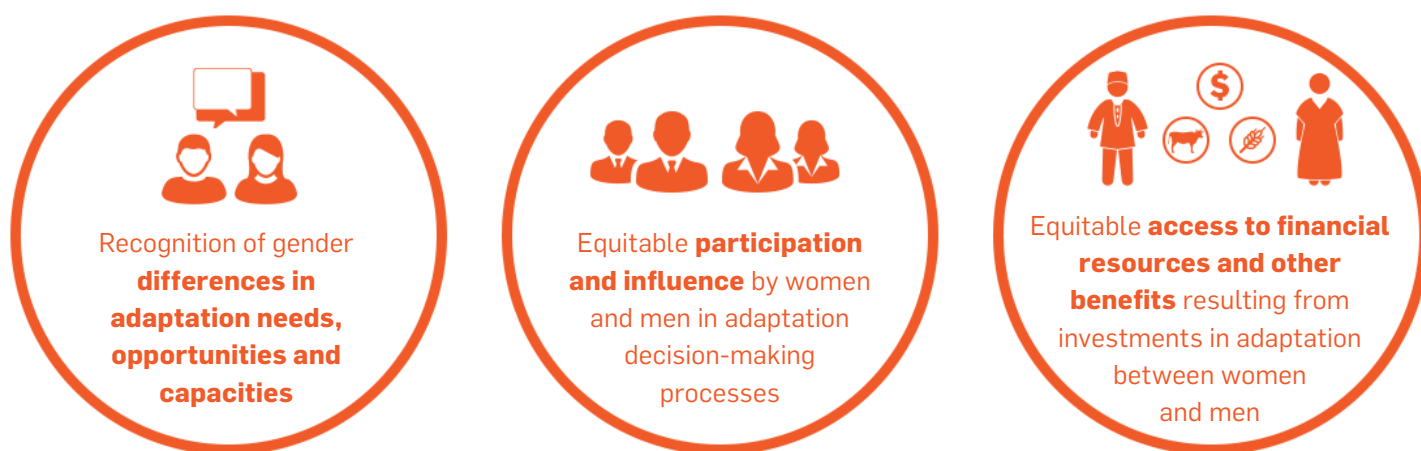 Recognition of gender
differences in
adaptation needs,
opportunities and
capacities
Equitable participation
and influence by women
and men in adaptation
decision-making
processes
$
Equitable access to financial
resources and other
benefits resulting from
investments in adaptation
between women
and men